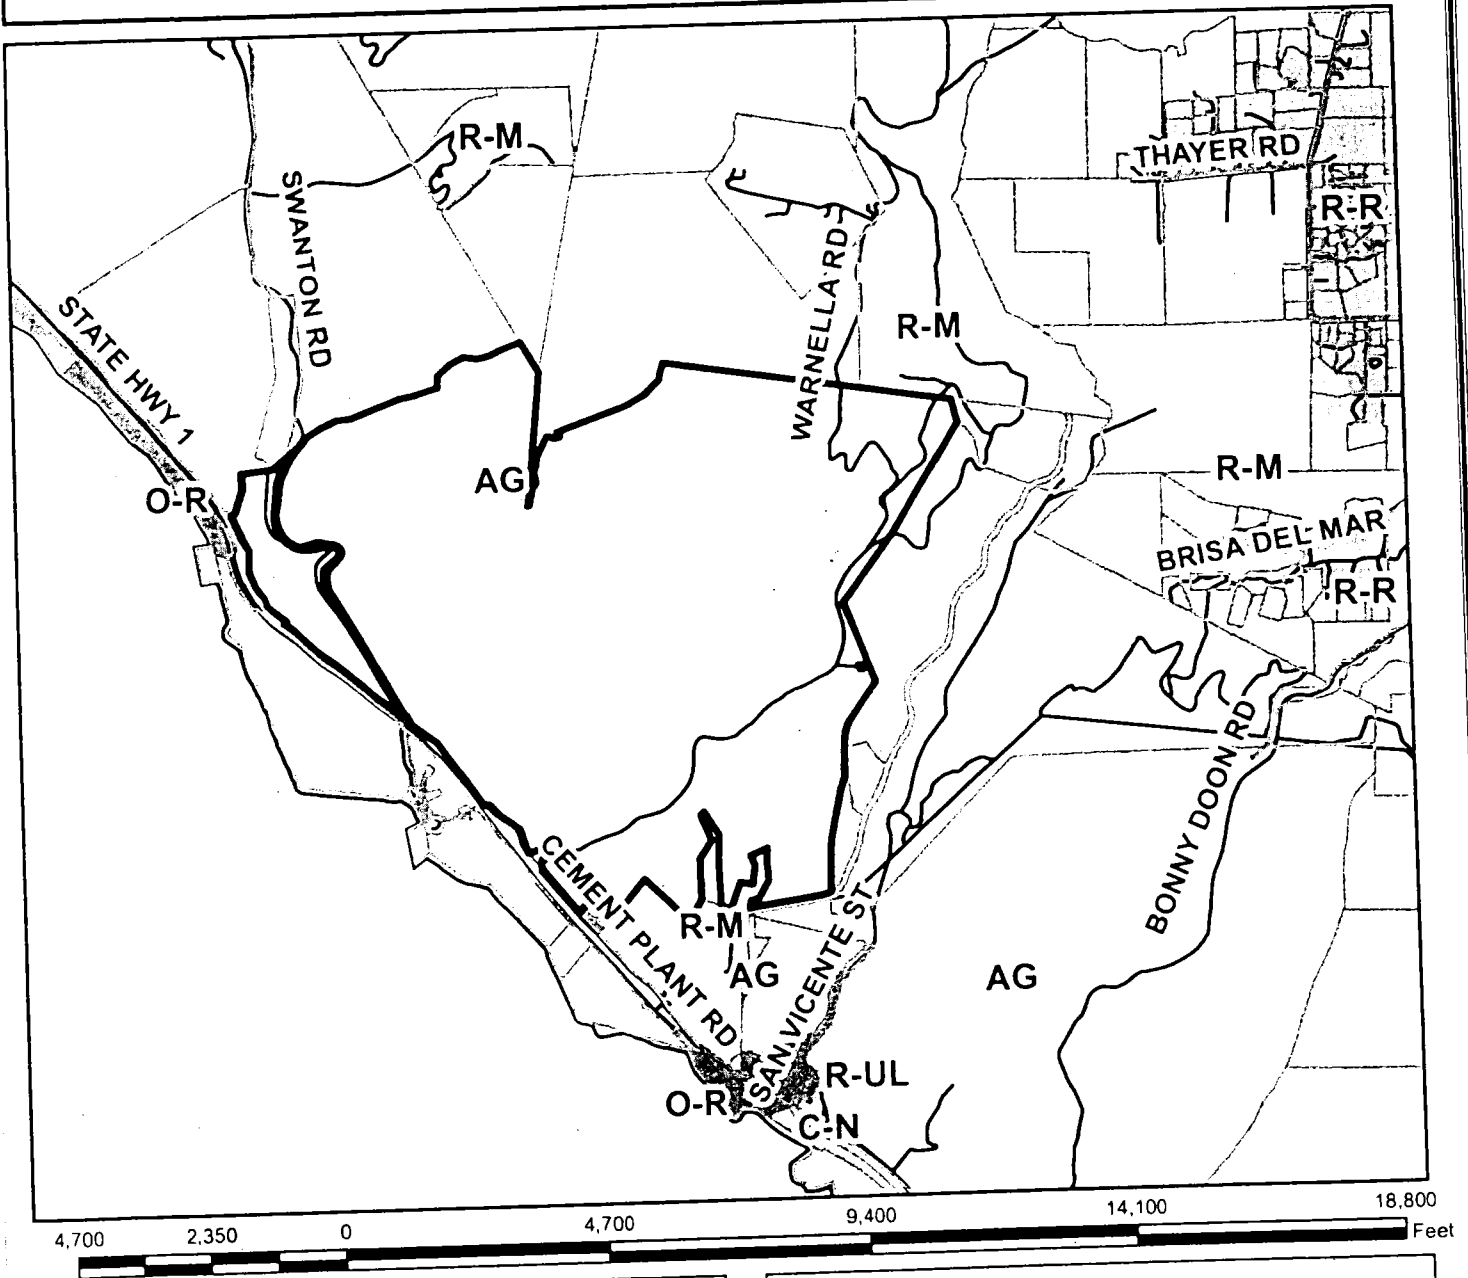 R-M
THAYER RD
R-R
SWANTON RD
STATE HWY 1
WARNELLA RD
R-M
AG
O-R
R-M
BRISA DEL MAR
R-R
BONNY DOON RD
CEMENT PLANT RD
R-M
SAN VICENTE ST
AG
AG
R-UL
O-R
C-N
4,700 2,350 0 4,700 9,400 14,100 18,800
Feet